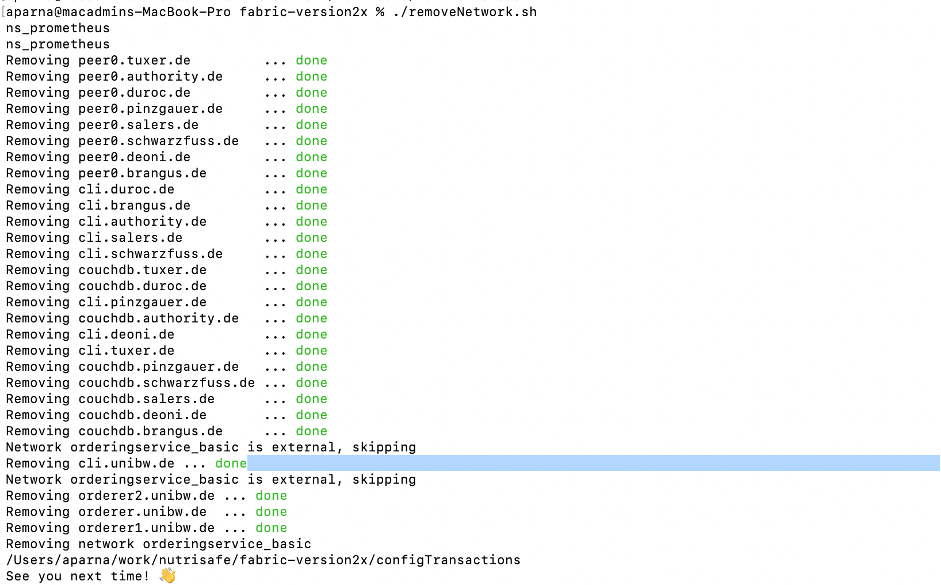 [aparna@macadmins-MacBook-Pro fabric-version2x % ./removeNetwork.sh
ns_prometheus
ns_prometheus
Removing peer0.tuxer.de         ... done
Removing peer0.authority.de     ... done
Removing peer0.duroc.de         ... done
Removing peer0.pinzgauer.de     ... done
Removing peer0.salers.de        ... done
Removing peer0.schwarzfuss.de   ... done
Removing peer0.deoni.de         ... done
Removing peer0.brangus.de       ... done
Removing cli.duroc.de           ... done
Removing cli.brangus.de         ... done
Removing cli.authority.de       ... done
Removing cli.salers.de          ... done
Removing cli.schwarzfuss.de     ... done
Removing couchdb.tuxer.de       ... done
Removing couchdb.duroc.de       ... done
Removing cli.pinzgauer.de       ... done
Removing couchdb.authority.de   ... done
Removing cli.deoni.de           ... done
Removing cli.tuxer.de           ... done
Removing couchdb.pinzgauer.de   ... done
Removing couchdb.schwarzfuss.de ... done
Removing couchdb.salers.de      ... done
Removing couchdb.deoni.de       ... done
Removing couchdb.brangus.de     ... done
Network orderingservice_basic is external, skipping
Removing cli.unibw.de ... done
Network orderingservice_basic is external, skipping
Removing orderer2.unibw.de ... done
Removing orderer.unibw.de  ... done
Removing orderer1.unibw.de ... done
Removing network orderingservice_basic
/Users/aparna/work/nutrisafe/fabric-version2x/configTransactions
See you next time! 👋